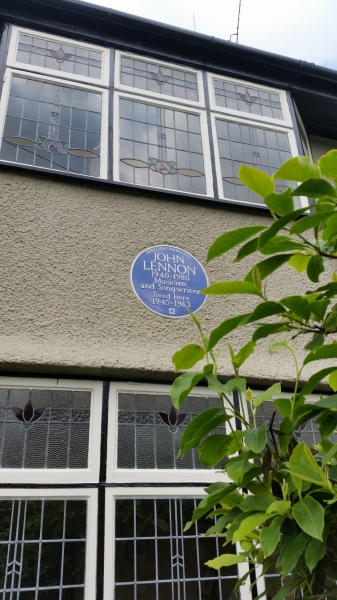 JOHN
LENNON
1940-1980
Musician
and Songwriter
lived here
1945-1963